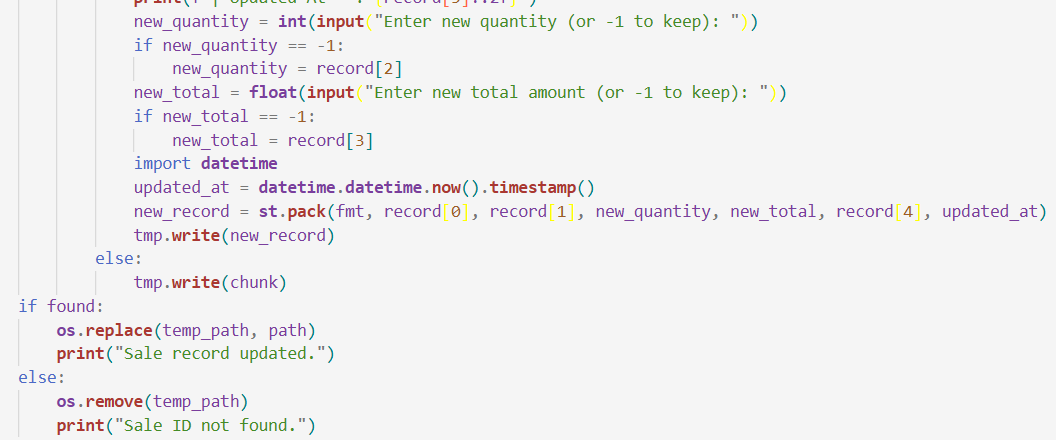 new_quantity = int(input("Enter new quantity (or -1 to keep): "))
if new_quantity == -1:
new_quantity = record[2]
new_total = float(input("Enter new total amount (or -1 to keep): "))
if new_total == -1:
new_total = record[3]
import datetime
updated_at = datetime.datetime.now().timestamp()
new_record = st.pack(fmt, record[0], record[1], new_quantity, new_total, record[4], updated_at)
tmp.write(new_record)
else:
tmp.write(chunk)
if found:
os.replace(temp_path, path)
print("Sale record updated.")
else:
os.remove(temp_path)
print("Sale ID not found.")